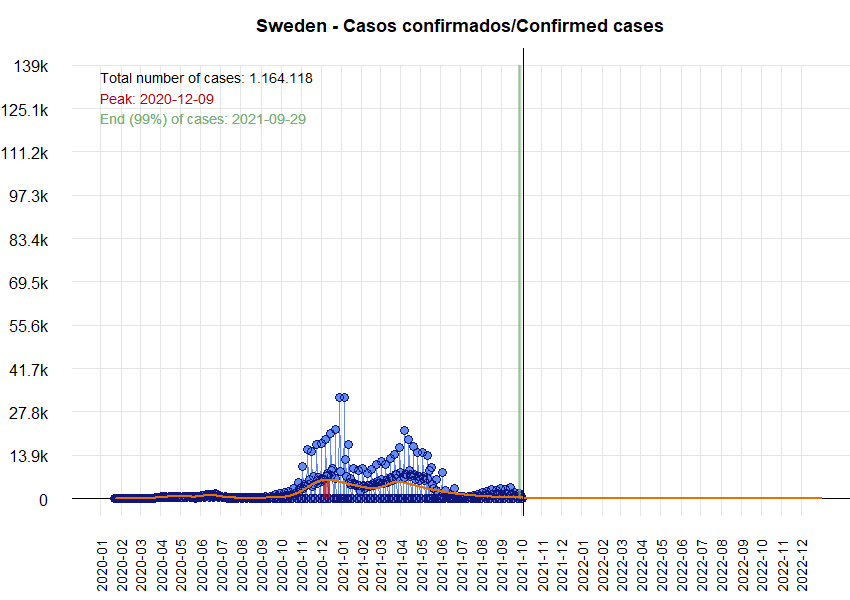 Sweden - Casos confirmados/Confirmed cases
139k
Total number of cases: 1.164.118
Peak: 2020-12-09
125.1k
End (99%) of cases: 2021-09-29
111.2k
97.3k
83.4k
69.5k
55.6k
41.7k
27.8k
13.9k
0
2020-01
2020-02
2020-03
2020-04
2020-05
2020-06
2020-07
2020-08
2020-09
2020-10
2020-11
2020-12
2021-01
2021-02
2021-03
2021-04
2021-05
2021-06
2021-07
2021-08
2021-09
2021-10
2021-11
2021-12
2022-01
2022-02
2022-03
2022-04
2022-05
2022-06
2022-07
2022-08
2022-09
2022-10
2022-11
2022-12